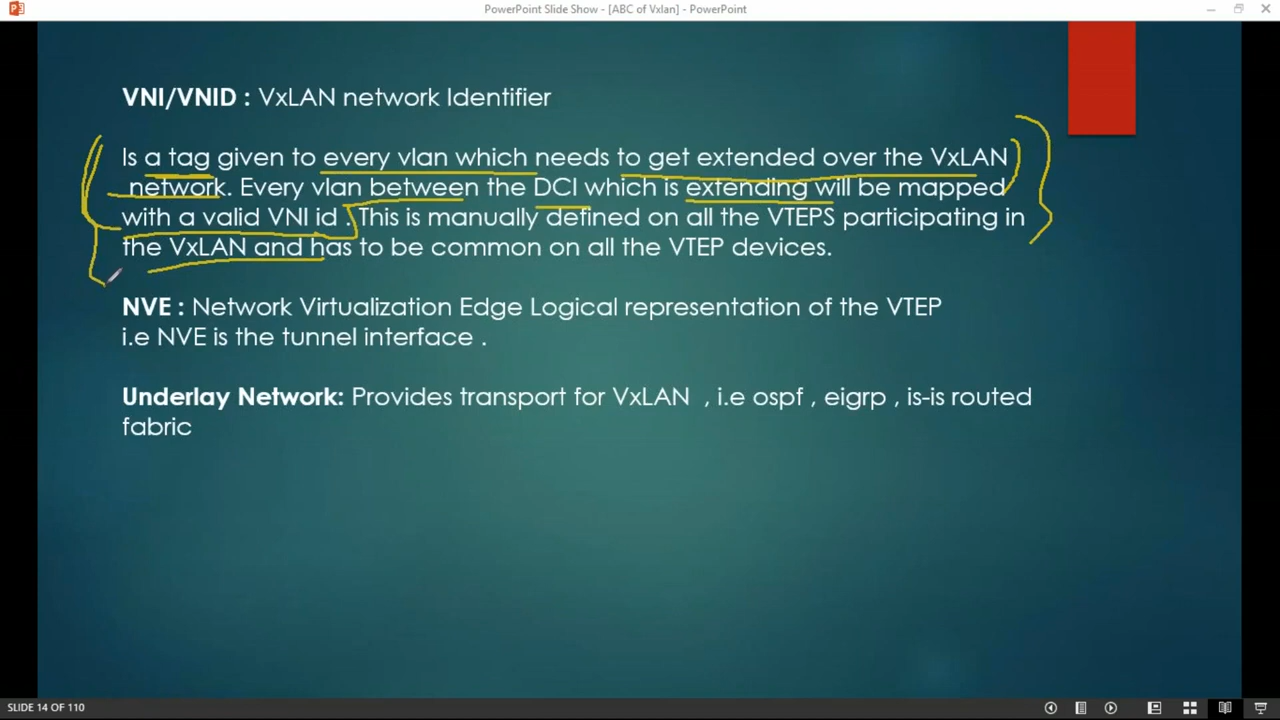 PowerPoint Slide Show - [ABC of Vxlan] - PowerPoint
VNI/VNID : VxLAN network Identifier
Is a tag given to every vlan which needs to get extended over the VxLAN
network. Every vlan between the DCI which is extending will be mapped
with a valid VNI id . This is manually defined on all the VTEPS participating in
the VxLAN and has to be common on all the VTEP devices.
NVE : Network Virtualization Edge Logical representation of the VTEP
i.e NVE is the tunnel interface .
Underlay Network: Provides transport for VxLAN , i.e ospf , eigrp , is-is routed
fabric
SLIDE 14 OF 110